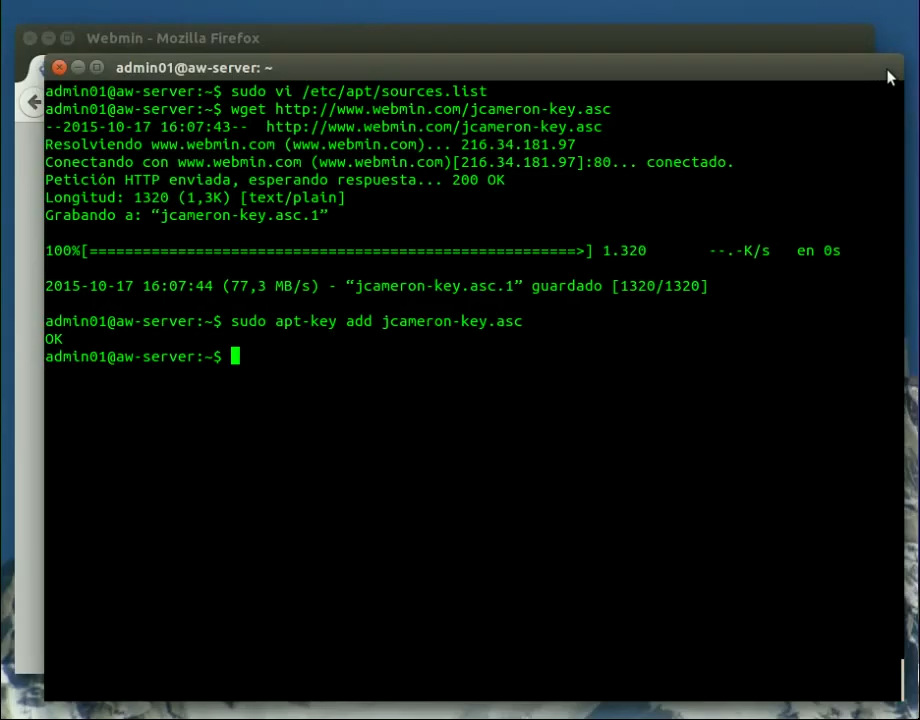 Webmin - Mozilla Firefox
admin01@aw-server: ~
admin01@aw-server:~$ sudo vi /etc/apt/sources.list
admin01@aw-server:~$ wget http://www.webmin.com/jcameron-key.asc
--2015-10-17 16:07:43--  http://www.webmin.com/jcameron-key.asc
Resolviendo www.webmin.com (www.webmin.com)... 216.34.181.97
Conectando con www.webmin.com (www.webmin.com)[216.34.181.97]:80... conectado.
Petición HTTP enviada, esperando respuesta... 200 OK
Longitud: 1320 (1,3K) [text/plain]
Grabando a: “jcameron-key.asc.1”
100%[======================================================>] 1.320       --.-K/s   en 0s
2015-10-17 16:07:44 (77,3 MB/s) - “jcameron-key.asc.1” guardado [1320/1320]
admin01@aw-server:~$ sudo apt-key add jcameron-key.asc
OK
admin01@aw-server:~$